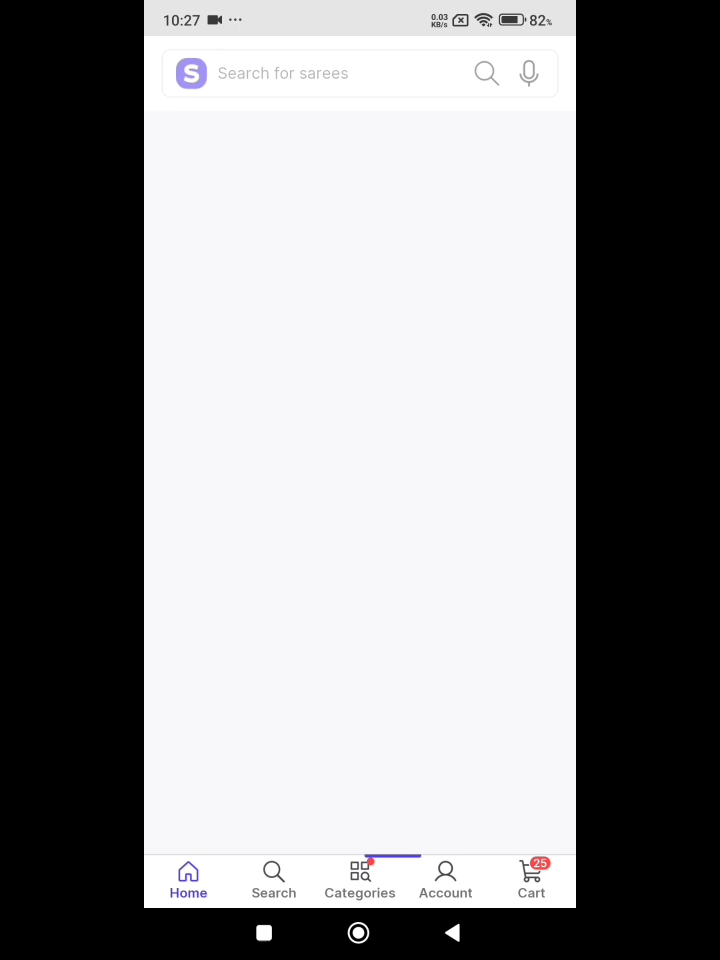 10:27 ... 0.03 KB/s 82%
S Search for sarees
25
Home Search Categories Account Cart